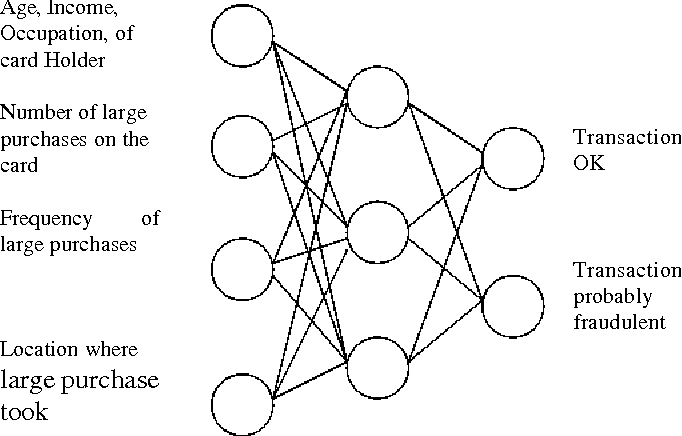 Age, Income,
Occupation, of
card Holder
Number of large
purchases on the
card
Frequency of
large purchases
Location where
large purchase
took
Transaction
OK
Transaction
probably
fraudulent